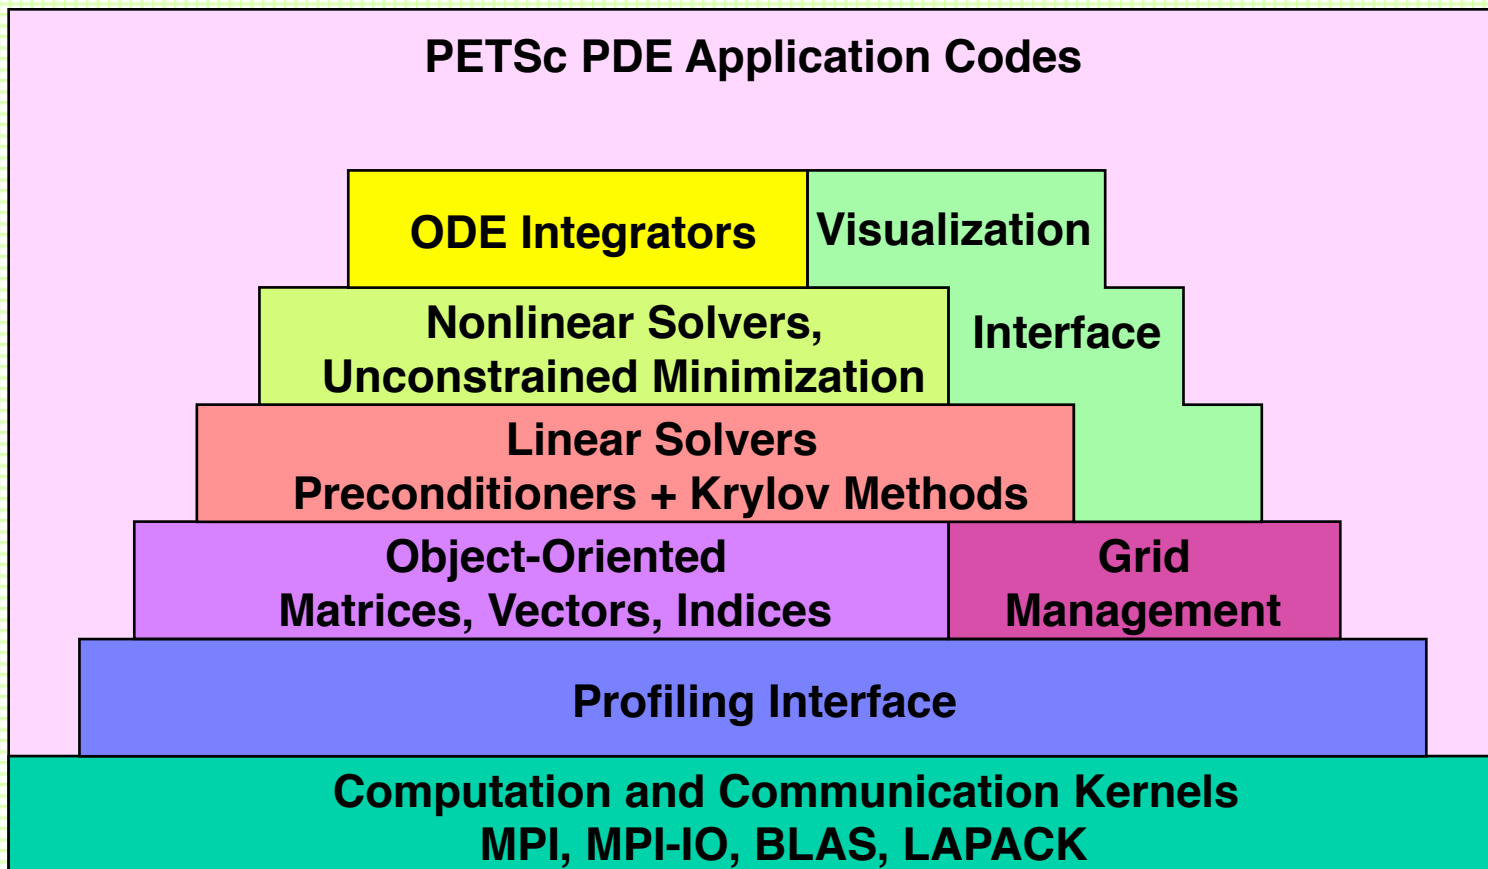 PETSc PDE Application Codes
ODE Integrators
Visualization
Nonlinear Solvers,
Unconstrained Minimization
Interface
Linear Solvers
Preconditioners + Krylov Methods
Object-Oriented
Matrices, Vectors, Indices
Grid
Management
Profiling Interface
Computation and Communication Kernels
MPI, MPI-IO, BLAS, LAPACK